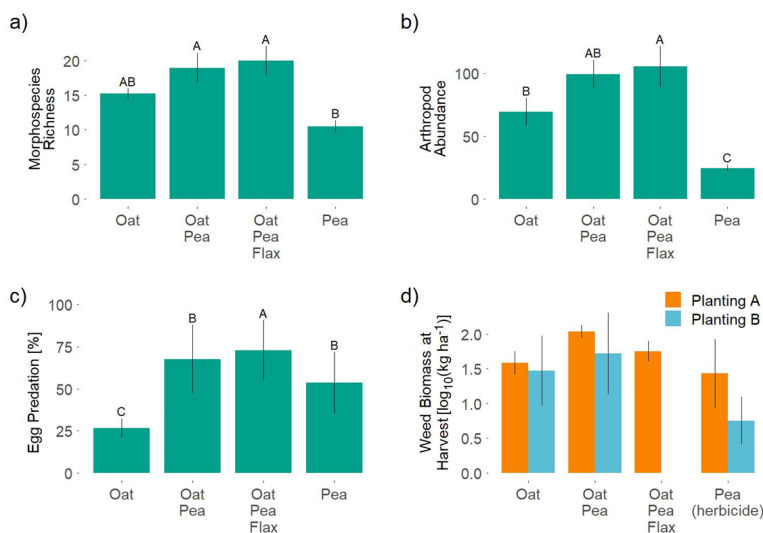 a)
Morphospecies
Richness
20
15
10
5
0
AB
A
A
B
Oat
Oat
Pea
Oat
Pea
Flax
Pea
b)
Arthropod
Abundance
100
50
0
B
AB
A
C
Oat
Oat
Pea
Oat
Pea
Flax
Pea
c)
Egg Predation [%]
100
75
50
25
0
C
B
A
B
Oat
Oat
Pea
Oat
Pea
Flax
Pea
d)
Planting A
Planting B
Weed Biomass at
Harvest [log₁₀(kg ha⁻¹)]
2.0
1.5
1.0
0.5
0.0
Oat
Oat
Pea
Oat
Pea
Flax
Pea
(herbicide)